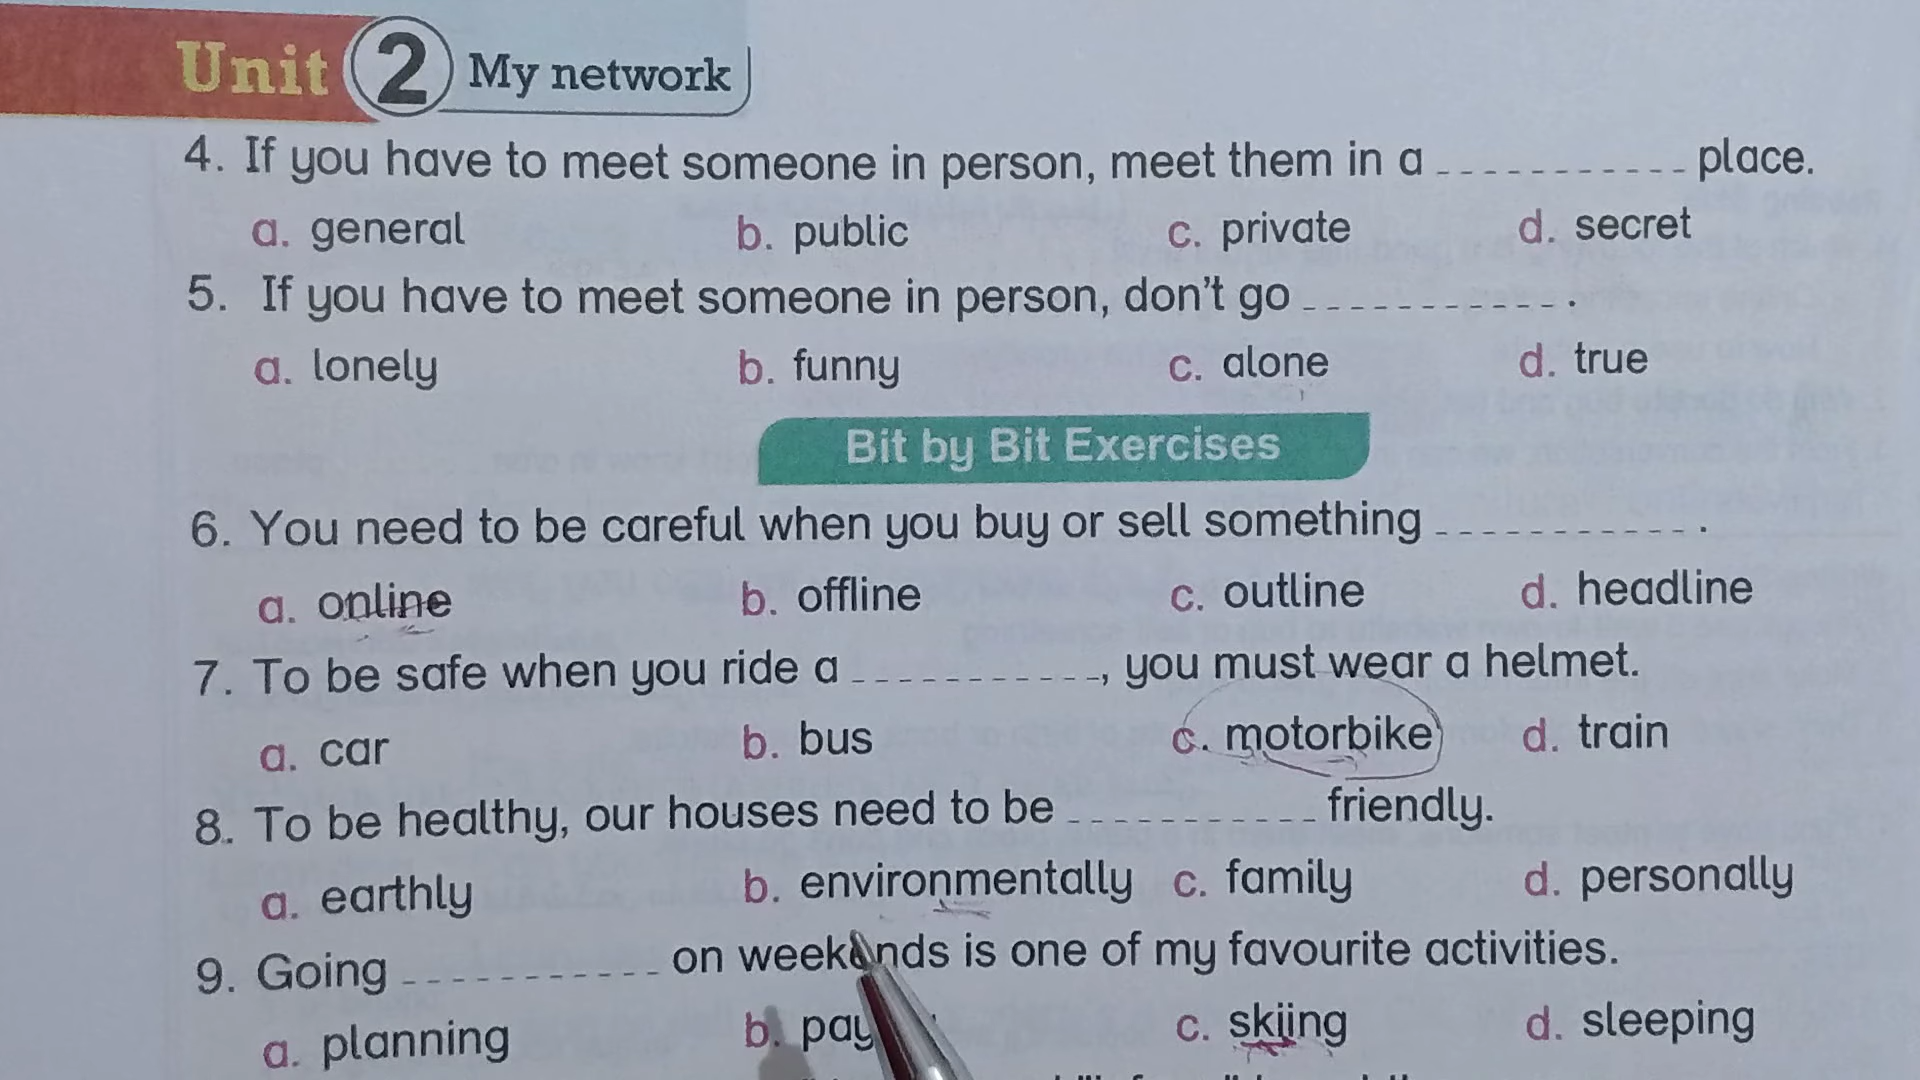 Unit 2 My network
4. If you have to meet someone in person, meet them in a ----------- place.
a. general b. public c. private d. secret
5. If you have to meet someone in person, don't go ----------- .
a. lonely b. funny c. alone d. true
Bit by Bit Exercises
6. You need to be careful when you buy or sell something ----------- .
a. online b. offline c. outline d. headline
7. To be safe when you ride a -----------, you must wear a helmet.
a. car b. bus c. motorbike d. train
8. To be healthy, our houses need to be ----------- friendly.
a. earthly b. environmentally c. family d. personally
9. Going ----------- on weekends is one of my favourite activities.
a. planning b. c. skiing d. sleeping